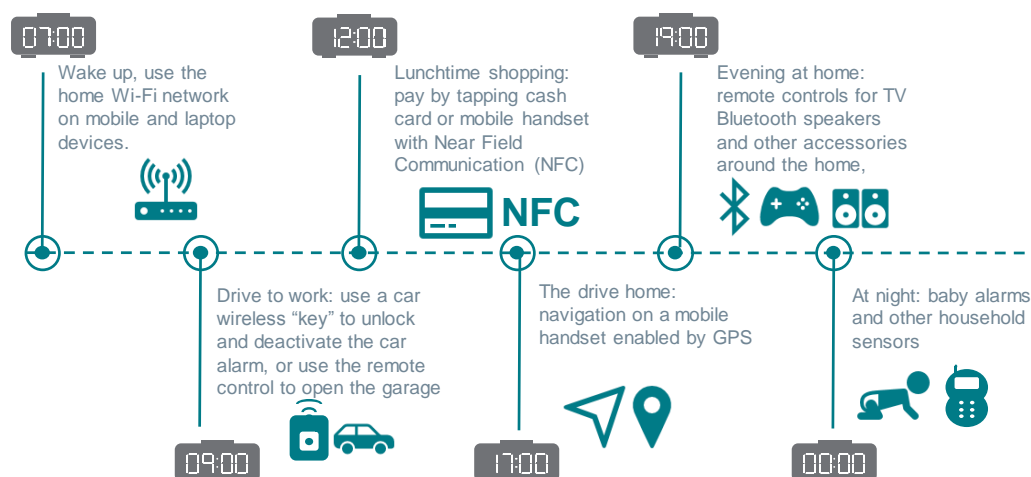 07:00
Wake up, use the
home Wi-Fi network
on mobile and laptop
devices.
12:00
Lunchtime shopping:
pay by tapping cash
card or mobile handset
with Near Field
Communication (NFC)
NFC
19:00
Evening at home:
remote controls for TV
Bluetooth speakers
and other accessories
around the home,
Drive to work: use a car
wireless “key” to unlock
and deactivate the car
alarm, or use the remote
control to open the garage
09:00
The drive home:
navigation on a mobile
handset enabled by GPS
17:00
At night: baby alarms
and other household
sensors
00:00